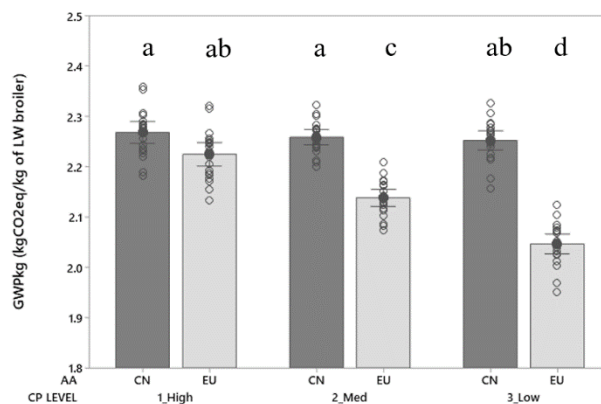 2.5
a ab a c ab d
2.4
2.3
2.2
2.1
2.0
1.9
1.8
GWPkg (kgCO2eq/kg of LW broiler)
AA CN EU CN EU CN EU
CP LEVEL 1_High 2_Med 3_Low